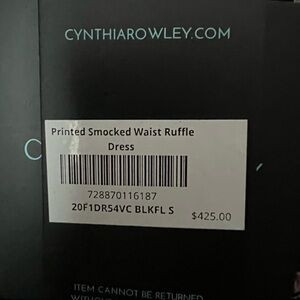 CYNTHIAROWLEY.COM
Printed Smocked Waist Ruffle
Dress
C Y
728870116187
20F1DR54VC BLKFL S
$425.00
ITEM CANNOT BE RETURNED